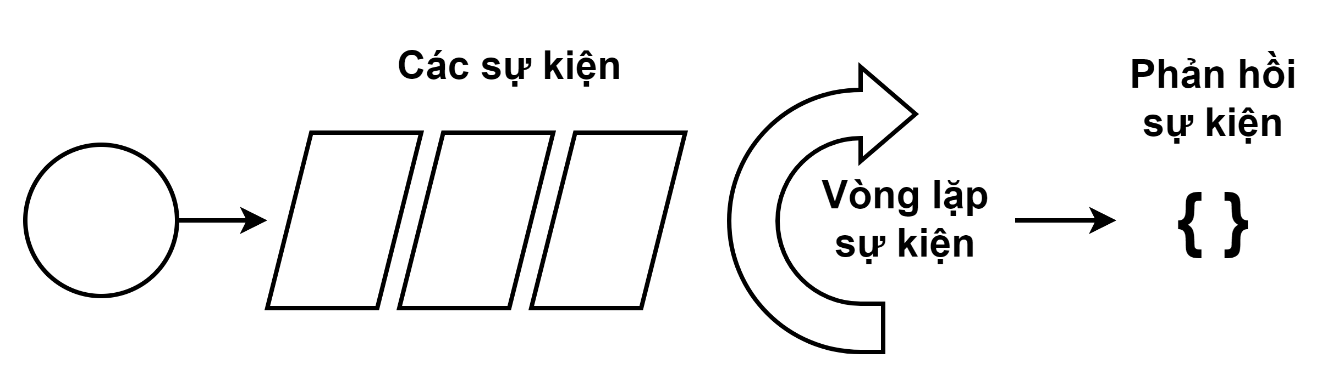 Các sự kiện
Vòng lặp
sự kiện
Phản hồi
sự kiện
{ }